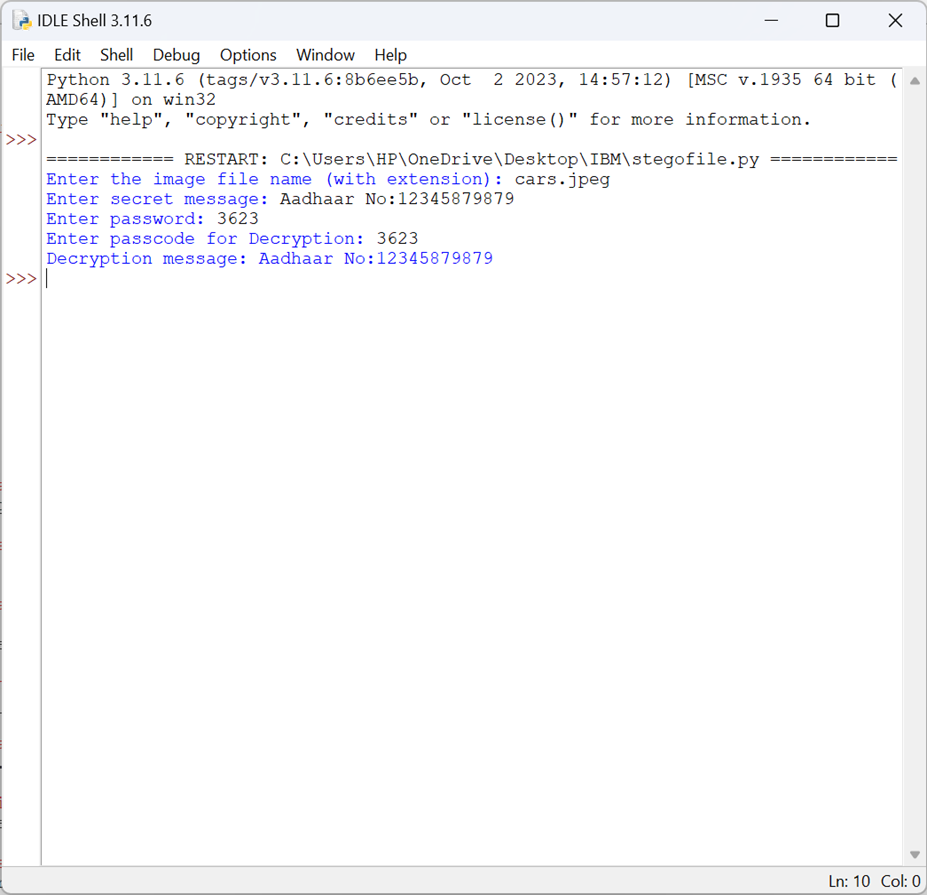 IDLE Shell 3.11.6
File Edit Shell Debug Options Window Help
Python 3.11.6 (tags/v3.11.6:8b6ee5b, Oct  2 2023, 14:57:12) [MSC v.1935 64 bit (
AMD64)] on win32
Type "help", "copyright", "credits" or "license()" for more information.
>>>
============ RESTART: C:\Users\HP\OneDrive\Desktop\IBM\stegofile.py ============
Enter the image file name (with extension): cars.jpeg
Enter secret message: Aadhaar No:12345879879
Enter password: 3623
Enter passcode for Decryption: 3623
Decryption message: Aadhaar No:12345879879
>>>
Ln: 10 Col: 0